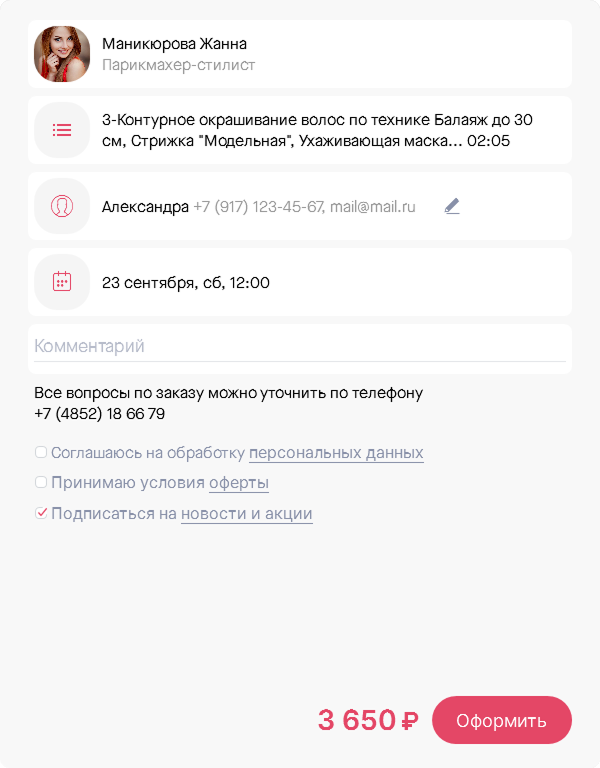 Маникюрова Жанна
Парикмахер-стилист
3-Контурное окрашивание волос по технике Балаяж до 30
см, Стрижка "Модельная", Ухаживающая маска... 02:05
Александра +7 (917) 123-45-67, mail@mail.ru
23 сентября, сб, 12:00
Комментарий
Все вопросы по заказу можно уточнить по телефону
+7 (4852) 18 66 79
Соглашаюсь на обработку персональных данных
Принимаю условия оферты
Подписаться на новости и акции
3 650 ₽ Оформить